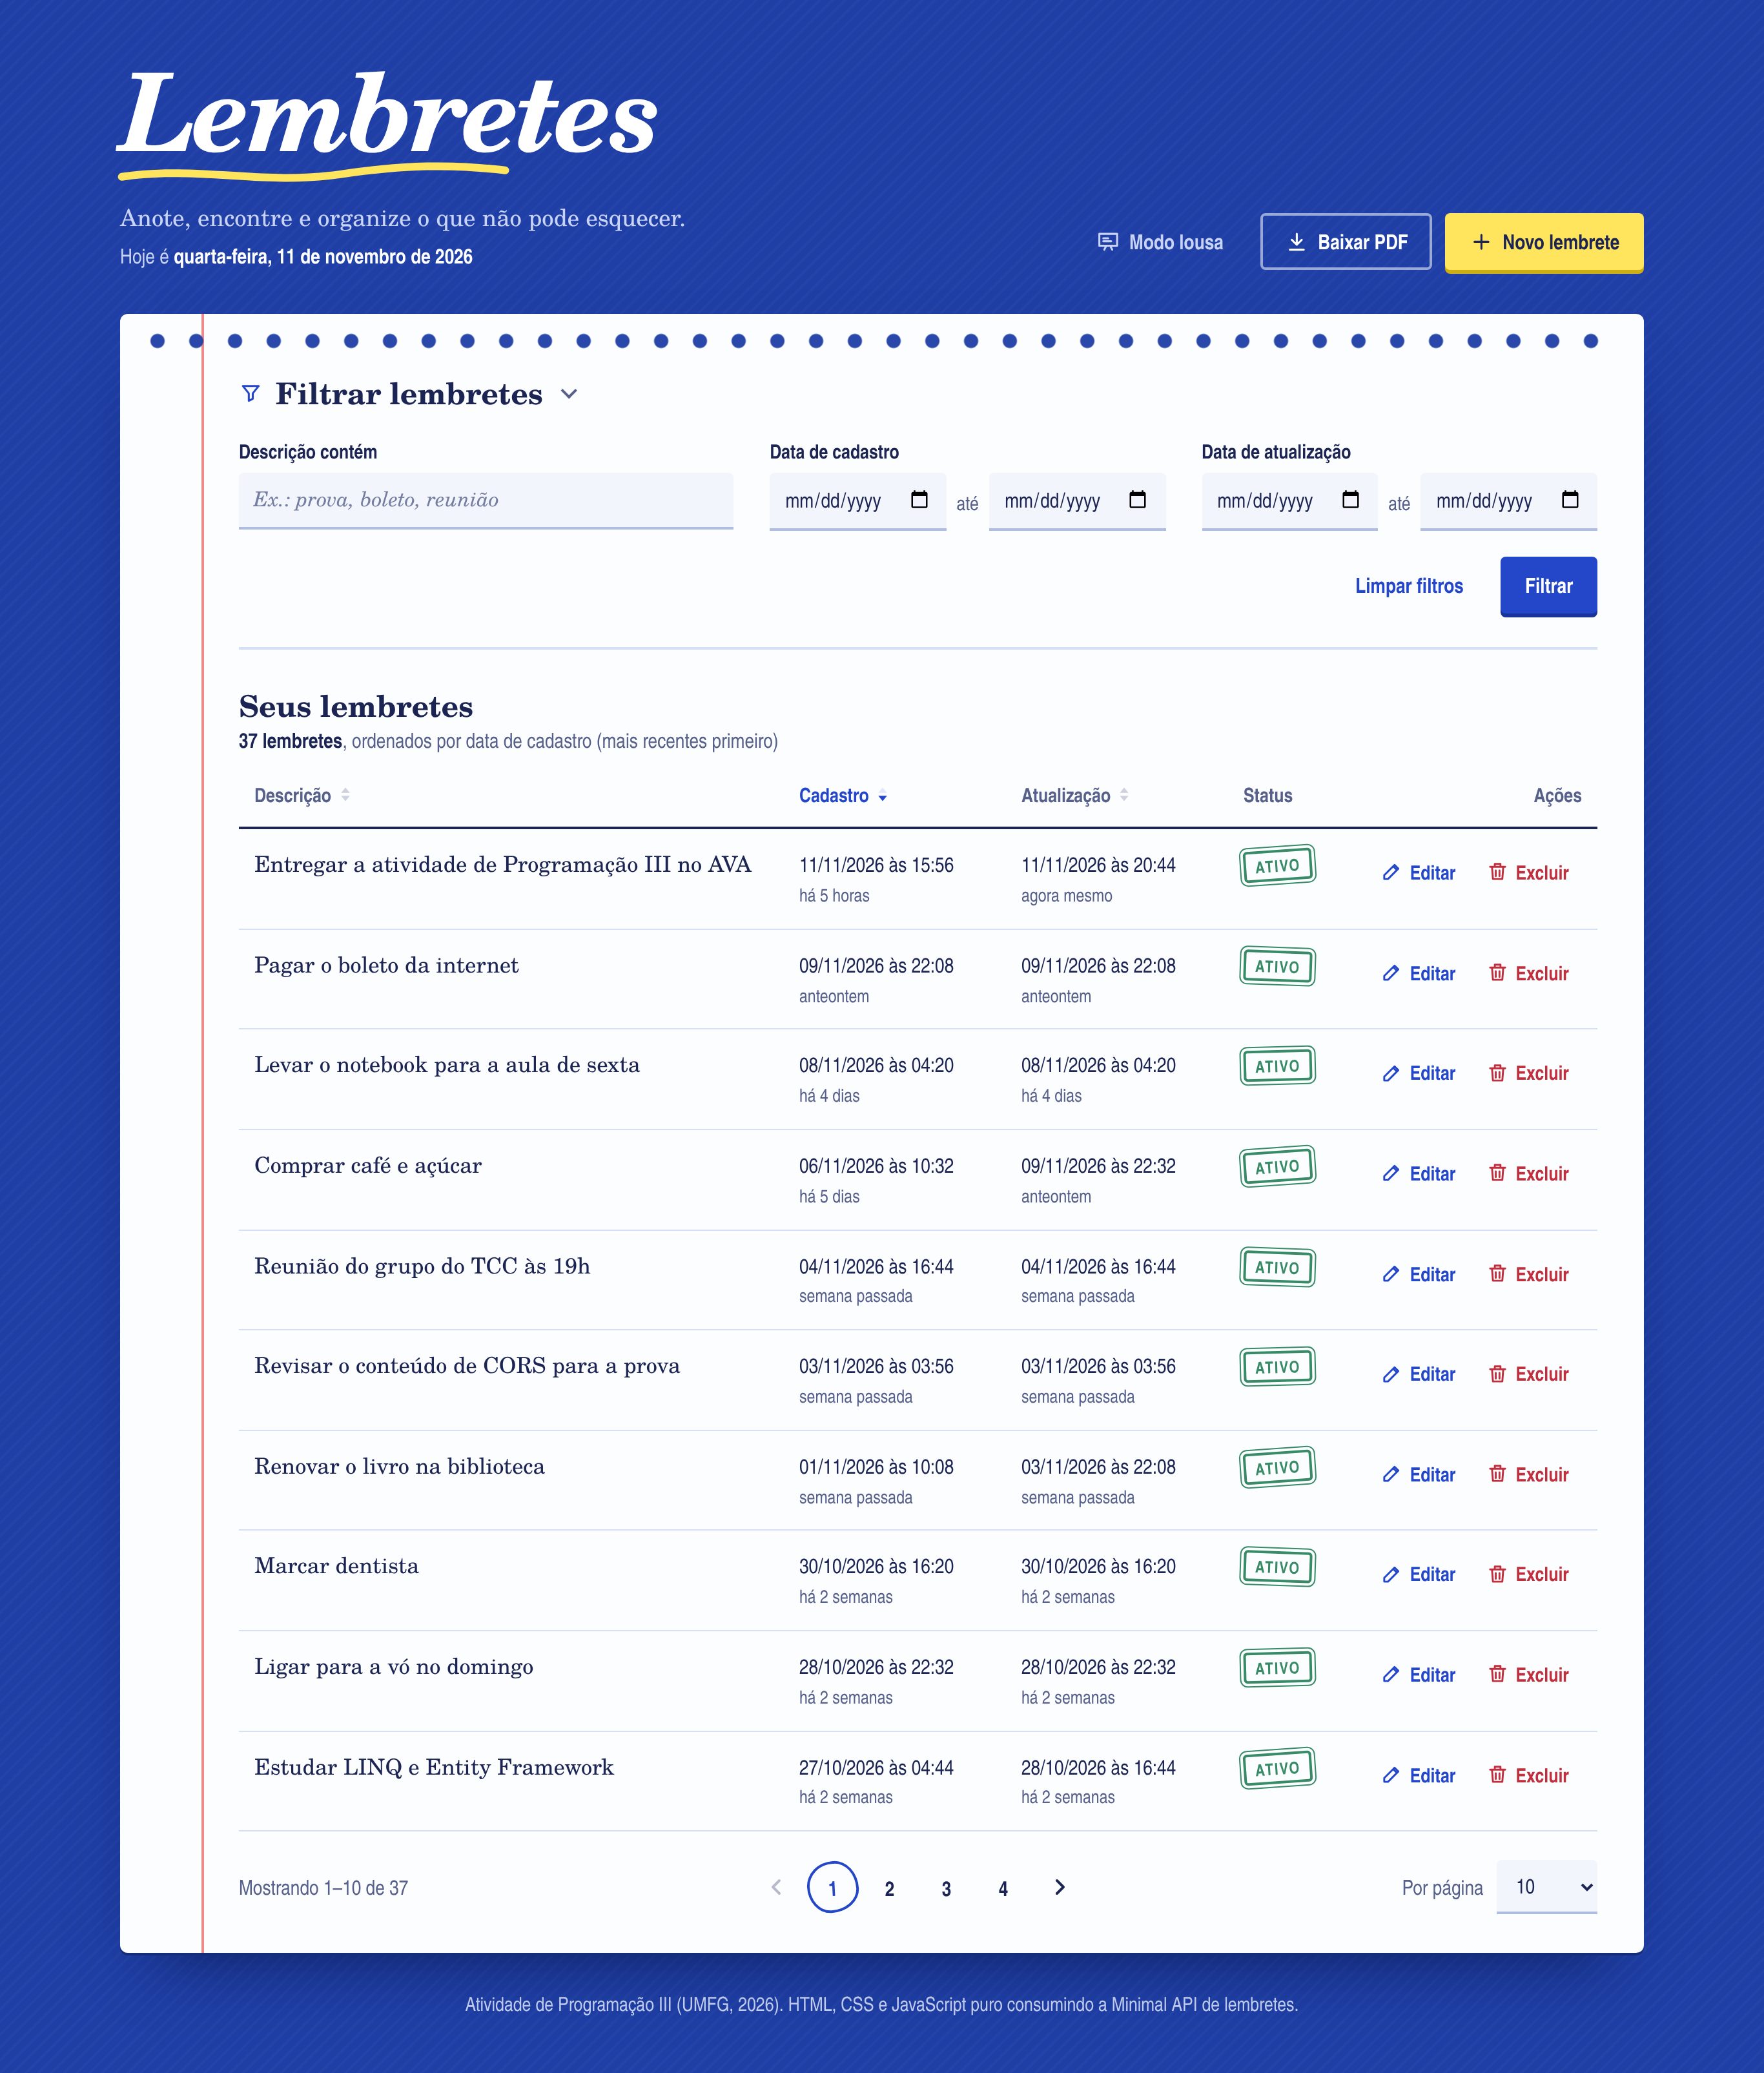 Lembretes
Anote, encontre e organize o que não pode esquecer.
Hoje é quarta-feira, 11 de novembro de 2026
Modo lousa
Baixar PDF
Novo lembrete
Filtrar lembretes
Descrição contém
Data de cadastro
Data de atualização
Ex.: prova, boleto, reunião
mm/dd/yyyy até mm/dd/yyyy
mm/dd/yyyy até mm/dd/yyyy
Limpar filtros
Filtrar
Seus lembretes
37 lembretes, ordenados por data de cadastro (mais recentes primeiro)
Descrição Cadastro Atualização Status Ações
Entregar a atividade de Programação III no AVA 11/11/2026 às 15:56 11/11/2026 às 20:44 ATIVO Editar Excluir
há 5 horas agora mesmo
Pagar o boleto da internet 09/11/2026 às 22:08 09/11/2026 às 22:08 ATIVO Editar Excluir
anteontem anteontem
Levar o notebook para a aula de sexta 08/11/2026 às 04:20 08/11/2026 às 04:20 ATIVO Editar Excluir
há 4 dias há 4 dias
Comprar café e açúcar 06/11/2026 às 10:32 09/11/2026 às 22:32 ATIVO Editar Excluir
há 5 dias anteontem
Reunião do grupo do TCC às 19h 04/11/2026 às 16:44 04/11/2026 às 16:44 ATIVO Editar Excluir
semana passada semana passada
Revisar o conteúdo de CORS para a prova 03/11/2026 às 03:56 03/11/2026 às 03:56 ATIVO Editar Excluir
semana passada semana passada
Renovar o livro na biblioteca 01/11/2026 às 10:08 03/11/2026 às 22:08 ATIVO Editar Excluir
semana passada semana passada
Marcar dentista 30/10/2026 às 16:20 30/10/2026 às 16:20 ATIVO Editar Excluir
há 2 semanas há 2 semanas
Ligar para a vó no domingo 28/10/2026 às 22:32 28/10/2026 às 22:32 ATIVO Editar Excluir
há 2 semanas há 2 semanas
Estudar LINQ e Entity Framework 27/10/2026 às 04:44 28/10/2026 às 16:44 ATIVO Editar Excluir
há 2 semanas há 2 semanas
Mostrando 1–10 de 37 1 2 3 4 Por página 10
Atividade de Programação III (UMFG, 2026). HTML, CSS e JavaScript puro consumindo a Minimal API de lembretes.